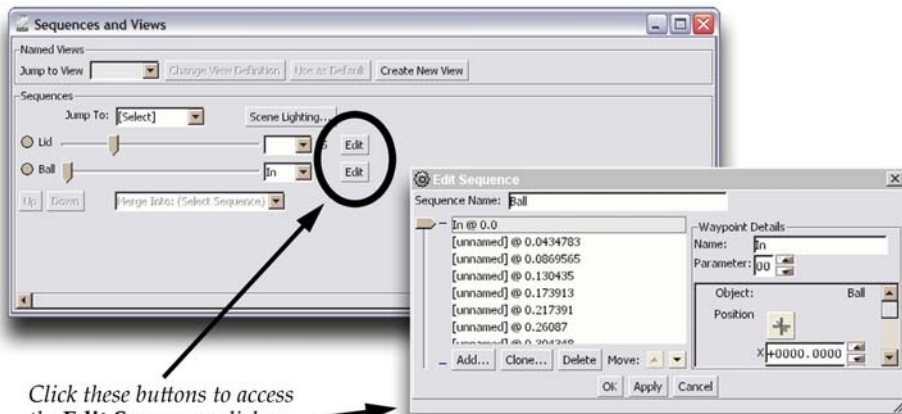 Sequences and Views
Named Views
Jump to View Change View Definition Use as Default Create New View
Sequences
Jump To: [Select] Scene Lighting...
Lid Edit
Ball In Edit
Up Down Merge Into: (Select Sequence)
Edit Sequence
Sequence Name: Ball
In @ 0.0
[unnamed] @ 0.0434783
[unnamed] @ 0.0869565
[unnamed] @ 0.130435
[unnamed] @ 0.173913
[unnamed] @ 0.217391
[unnamed] @ 0.26087
[unnamed] @ 0.304348
Add... Clone... Delete Move:
Waypoint Details
Name: In
Parameter: 00
Object: Ball
Position
X +0000.0000
OK Apply Cancel
Click these buttons to access